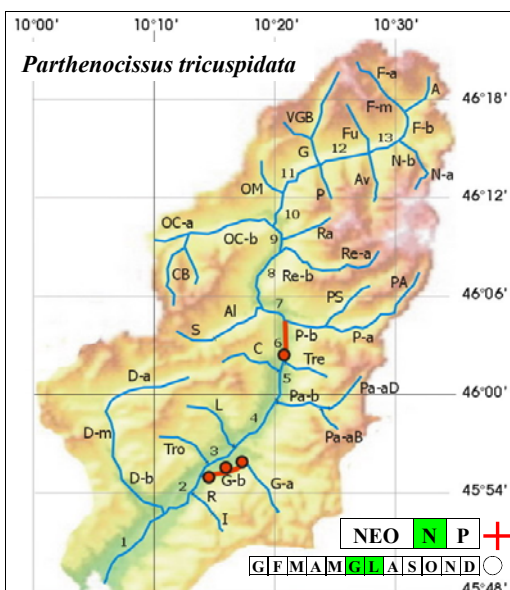 10°00' 10°10' 10°20' 10°30'
Parthenocissus tricuspidata
F-a
A
46°18'
VGB
F-m
Fu
13
F-b
G
12
N-b
11
OM
P
Av
N-a
46°12'
10
OC-a
Ra
OC-b
9
Re-a
CB
8
Re-b
PA
PS
46°06'
7
Al
S
P-b
P-a
6
C
Tre
D-a
5
46°00'
Pa-b
Pa-aD
L
4
D-m
Pa-aB
Tro
3
D-b
G-b
G-a
45°54'
2
R
I
1
NEO N P
G F M A M G L A S O N D
45°48'